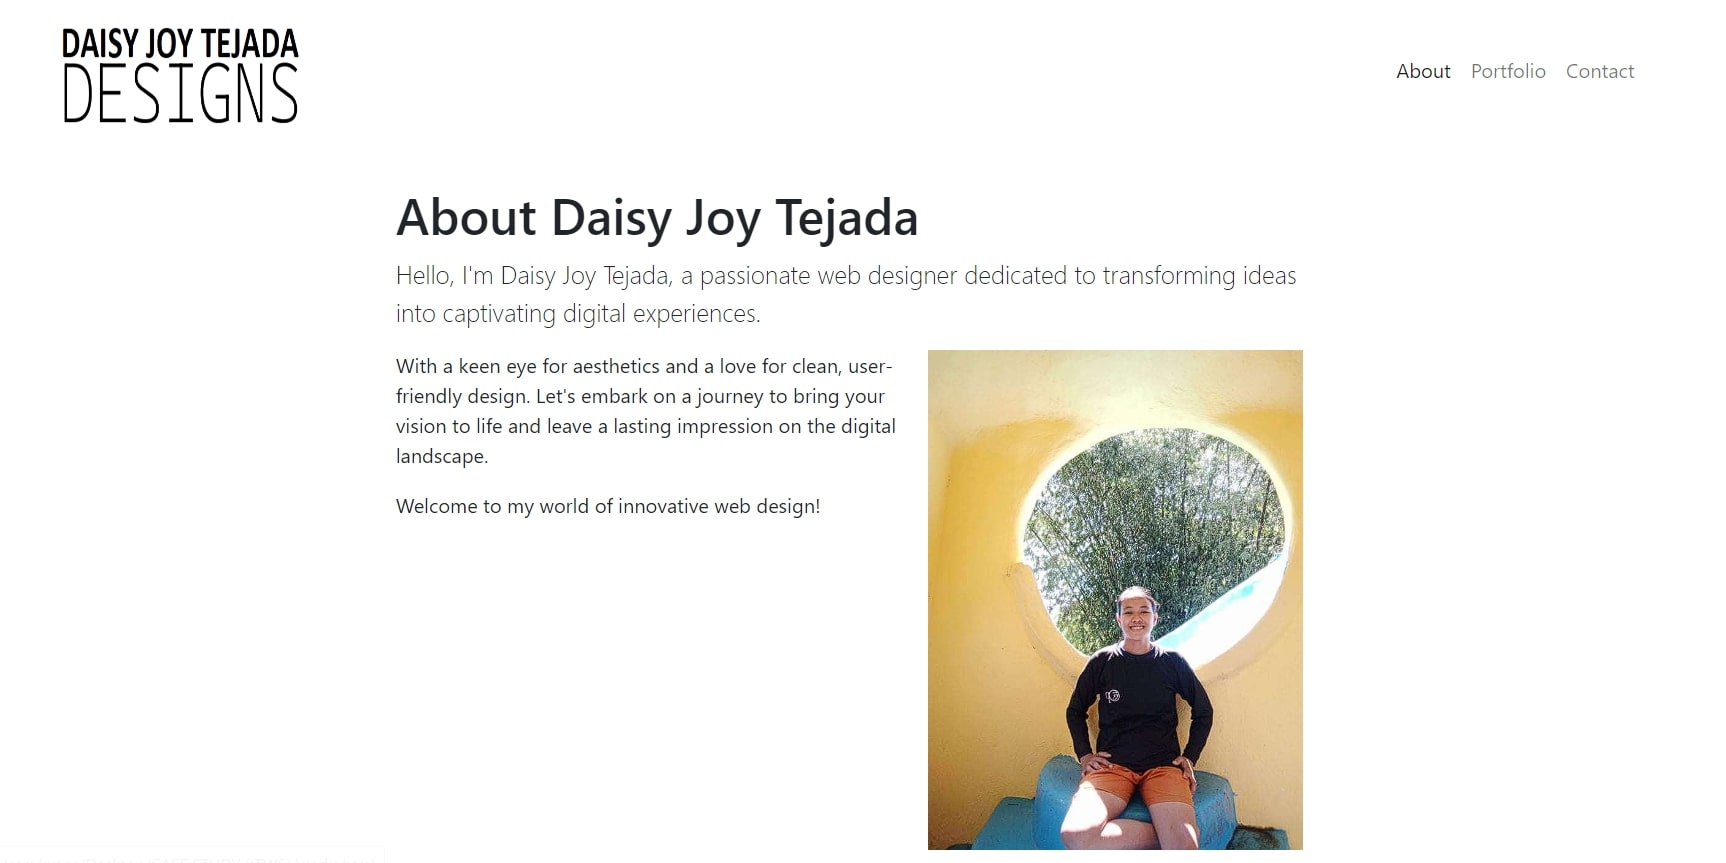 DAISY JOY TEJADA
DESIGNS
About Portfolio Contact
About Daisy Joy Tejada
Hello, I'm Daisy Joy Tejada, a passionate web designer dedicated to transforming ideas
into captivating digital experiences.
With a keen eye for aesthetics and a love for clean, user-
friendly design. Let's embark on a journey to bring your
vision to life and leave a lasting impression on the digital
landscape.
Welcome to my world of innovative web design!